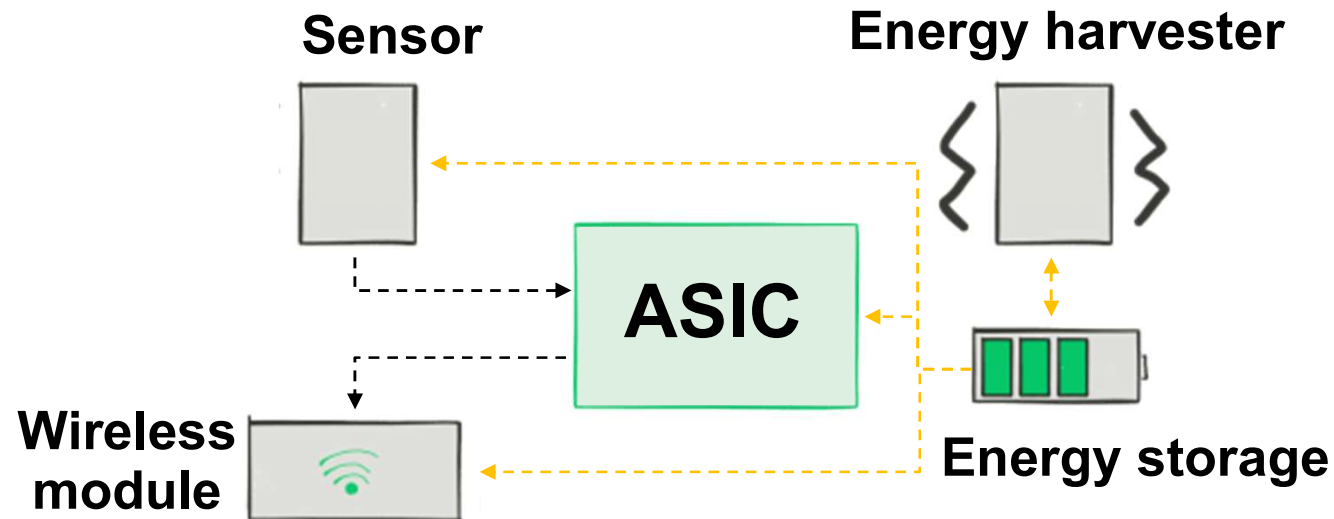 Sensor
Energy harvester
ASIC
Wireless
module
Energy storage